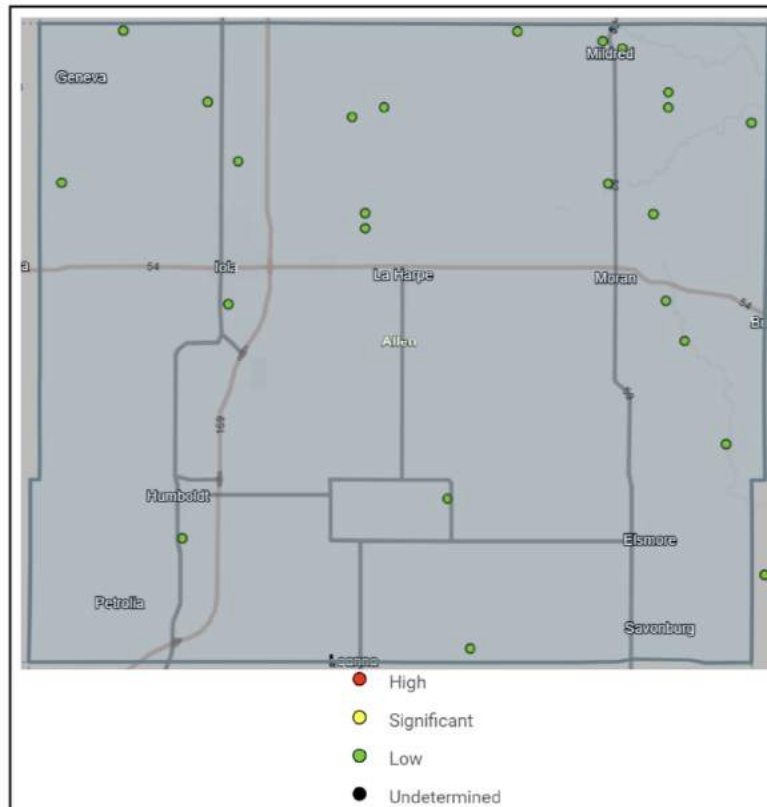 Mildred
Geneva
54
Iola
La Harpe
Moran
54
Allen
169
59
Humboldt
Elsmore
Petrolia
Savonburg
High
Significant
Low
Undetermined